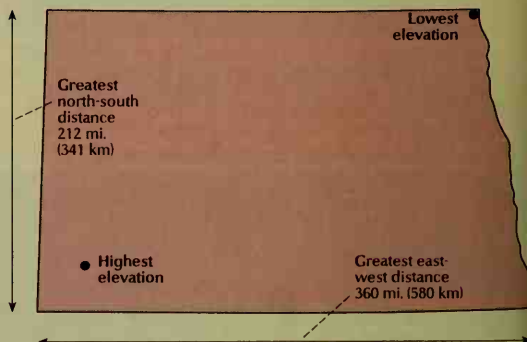 Lowest
elevation
Greatest
north-south
distance
212 mi.
(341 km)
Highest
elevation
Greatest east-
west distance
360 mi. (580 km)